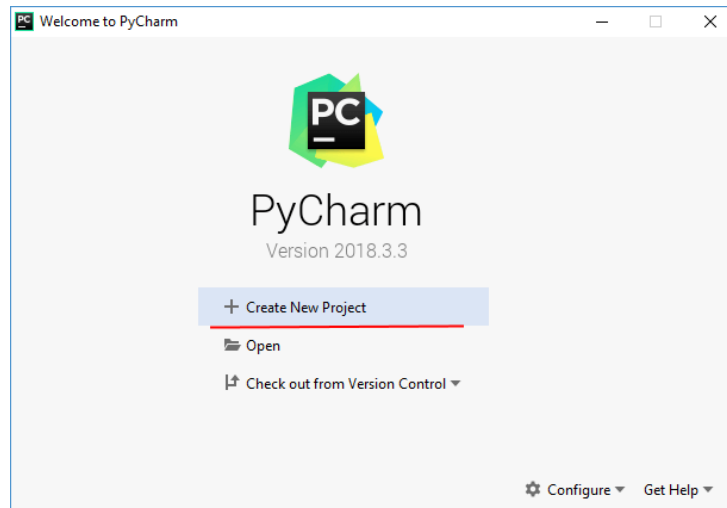 PC Welcome to PyCharm
PC
PyCharm
Version 2018.3.3
Create New Project
Open
Check out from Version Control
Configure Get Help